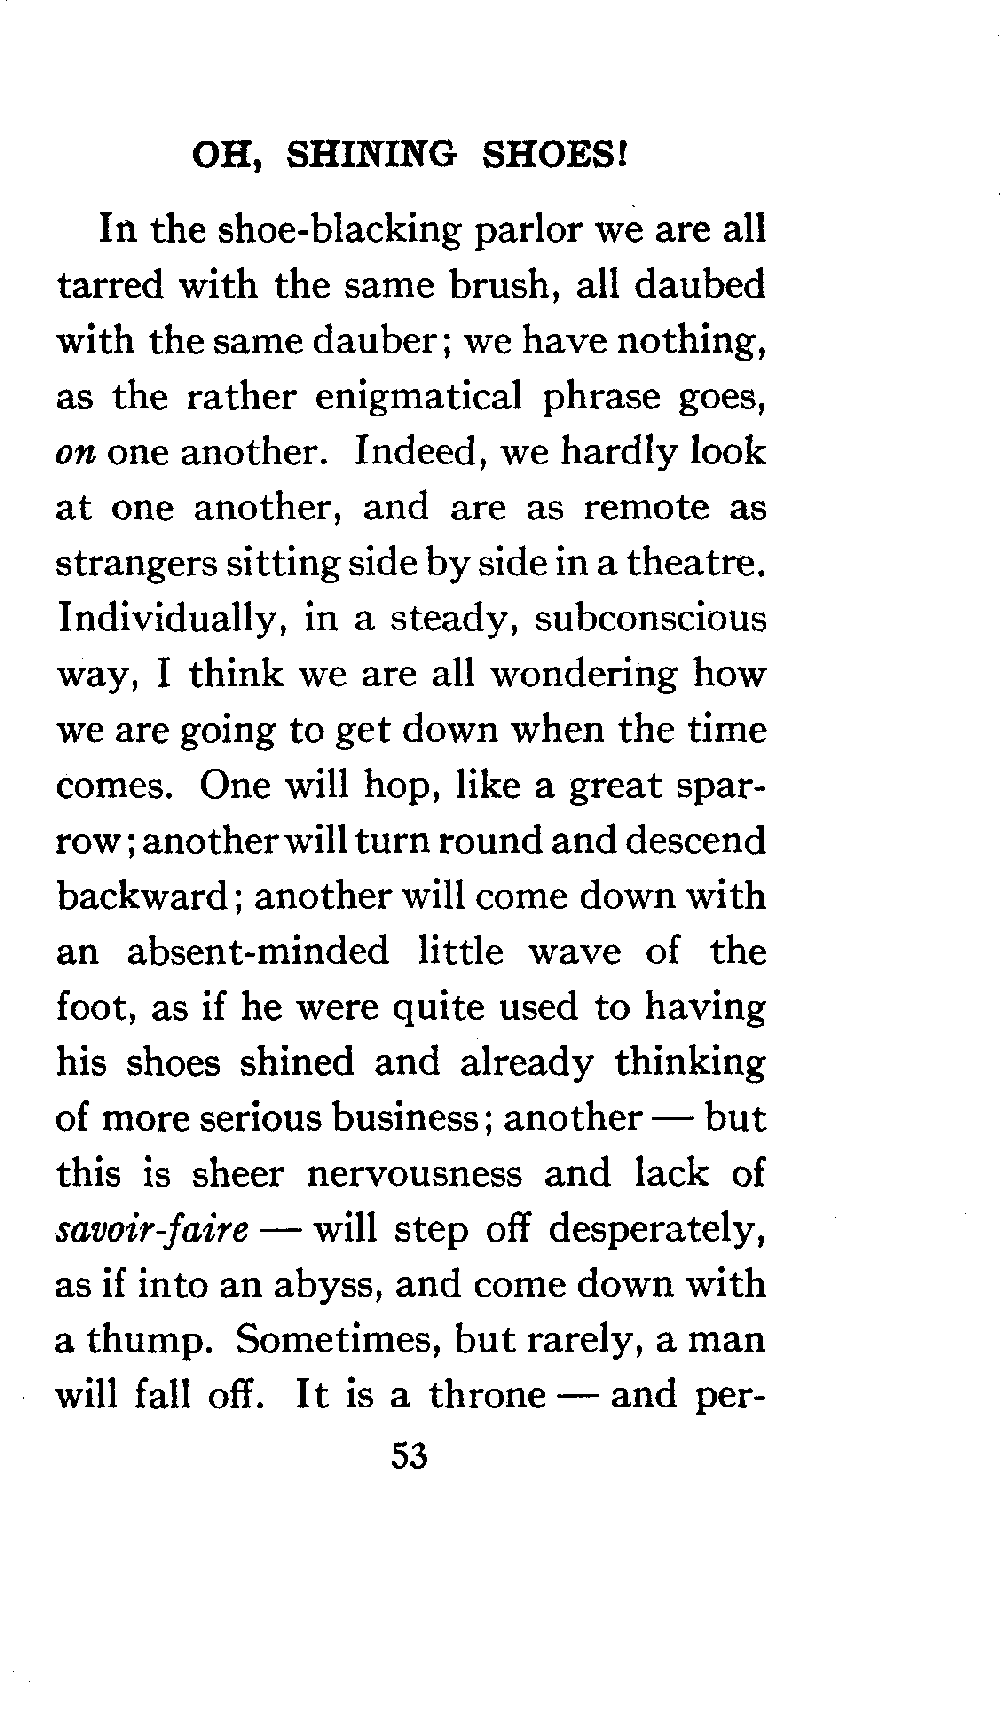 OH, SHINING SHOES!
In the shoe-blacking parlor we are all
tarred with the same brush, all daubed
with the same dauber; we have nothing,
as the rather enigmatical phrase goes,
on one another. Indeed, we hardly look
at one another, and are as remote as
strangers sitting side by side in a theatre.
Individually, in a steady, subconscious
way, I think we are all wondering how
we are going to get down when the time
comes. One will hop, like a great spar-
row; another will turn round and descend
backward; another will come down with
an absent-minded little wave of the
foot, as if he were quite used to having
his shoes shined and already thinking
of more serious business; another — but
this is sheer nervousness and lack of
savoir-faire — will step off desperately,
as if into an abyss, and come down with
a thump. Sometimes, but rarely, a man
will fall off. It is a throne — and per-
53